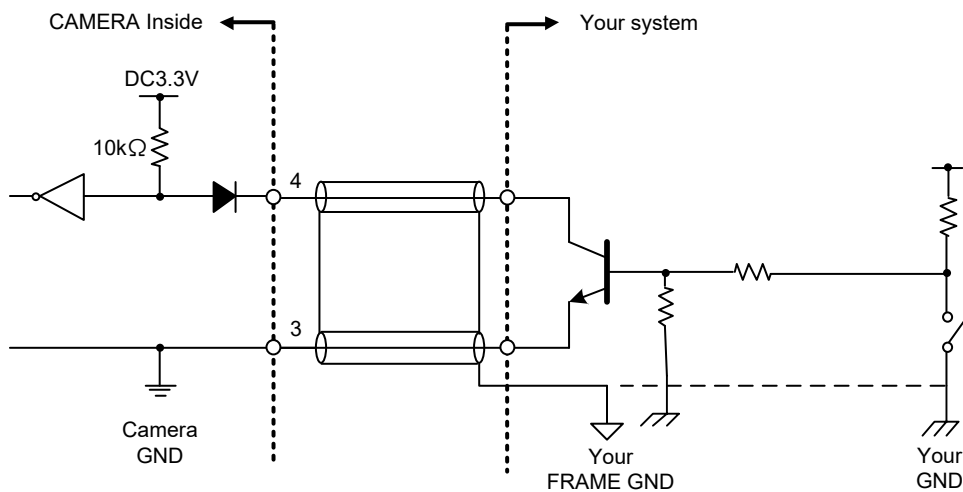 CAMERA Inside
Your system
DC3.3V
10kΩ
4
3
Camera
GND
Your
FRAME GND
Your
GND